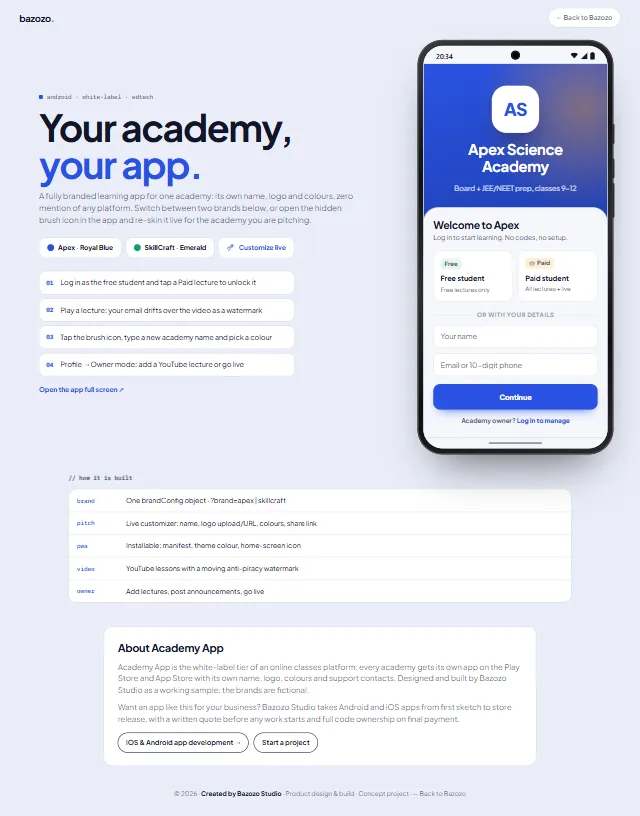 bazozo.
← Back to Bazozo
android · white-label · edtech
Your academy,
your app.
A fully branded learning app for one academy: its own name, logo and colours, zero
mention of any platform. Switch between two brands below, or open the hidden
brush icon in the app and re-skin it live for the academy you are pitching.
Apex · Royal Blue
SkillCraft · Emerald
Customize live
01 Log in as the free student and tap a Paid lecture to unlock it
02 Play a lecture: your email drifts over the video as a watermark
03 Tap the brush icon, type a new academy name and pick a colour
04 Profile → Owner mode: add a YouTube lecture or go live
Open the app full screen ↗
20:34
AS
Apex Science
Academy
Board + JEE/NEET prep, classes 9–12
Welcome to Apex
Log in to start learning. No codes, no setup.
Free
Free student
Free lectures only
Paid
Paid student
All lectures + live
OR WITH YOUR DETAILS
Your name
Email or 10-digit phone
Continue
Academy owner? Log in to manage
// how it is built
brand One brandConfig object · ?brand=apex|skillcraft
pitch Live customizer: name, logo upload/URL, colours, share link
pwa Installable: manifest, theme colour, home-screen icon
video YouTube lessons with a moving anti-piracy watermark
owner Add lectures, post announcements, go live
About Academy App
Academy App is the white-label tier of an online classes platform: every academy gets its own app on the Play
Store and App Store with its own name, logo, colours and support contacts. Designed and built by Bazozo
Studio as a working sample; the brands are fictional.
Want an app like this for your business? Bazozo Studio takes Android and iOS apps from first sketch to store
release, with a written quote before any work starts and full code ownership on final payment.
iOS & Android app development →
Start a project
© 2026 · Created by Bazozo Studio · Product design & build · Concept project · ← Back to Bazozo